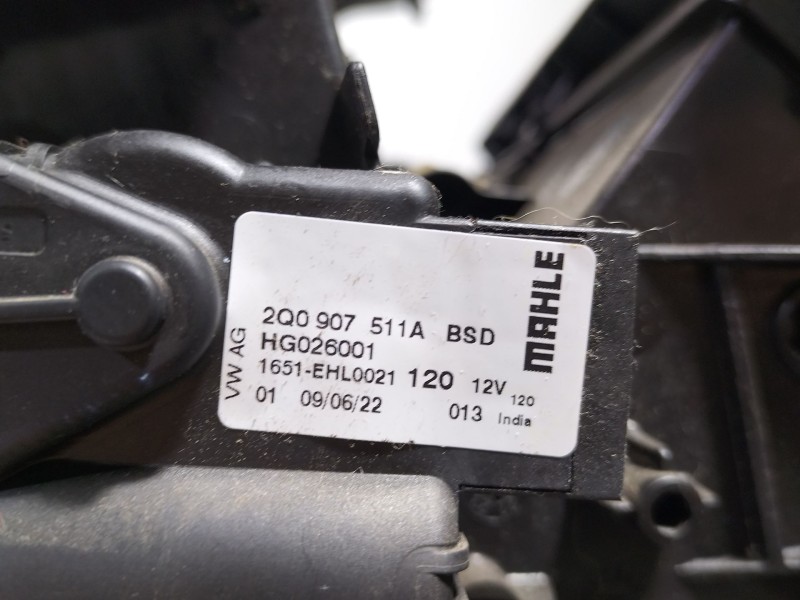 2Q0 907 511A BSD
HG026001
1651-EHL0021 120 12V 120
01 09/06/22 013 India
VW AG
MAHLE